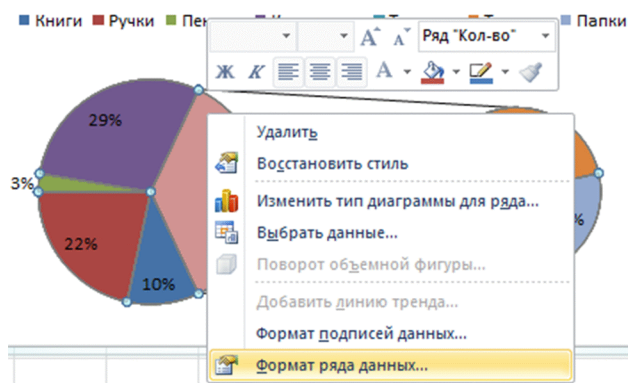 Книги Ручки Папки
Ряд "Кол-во"
Ж К А
29%
3%
22%
10%
%
Удалить
Восстановить стиль
Изменить тип диаграммы для ряда...
Выбрать данные...
Поворот объемной фигуры...
Добавить линию тренда...
Формат подписей данных...
Формат ряда данных...